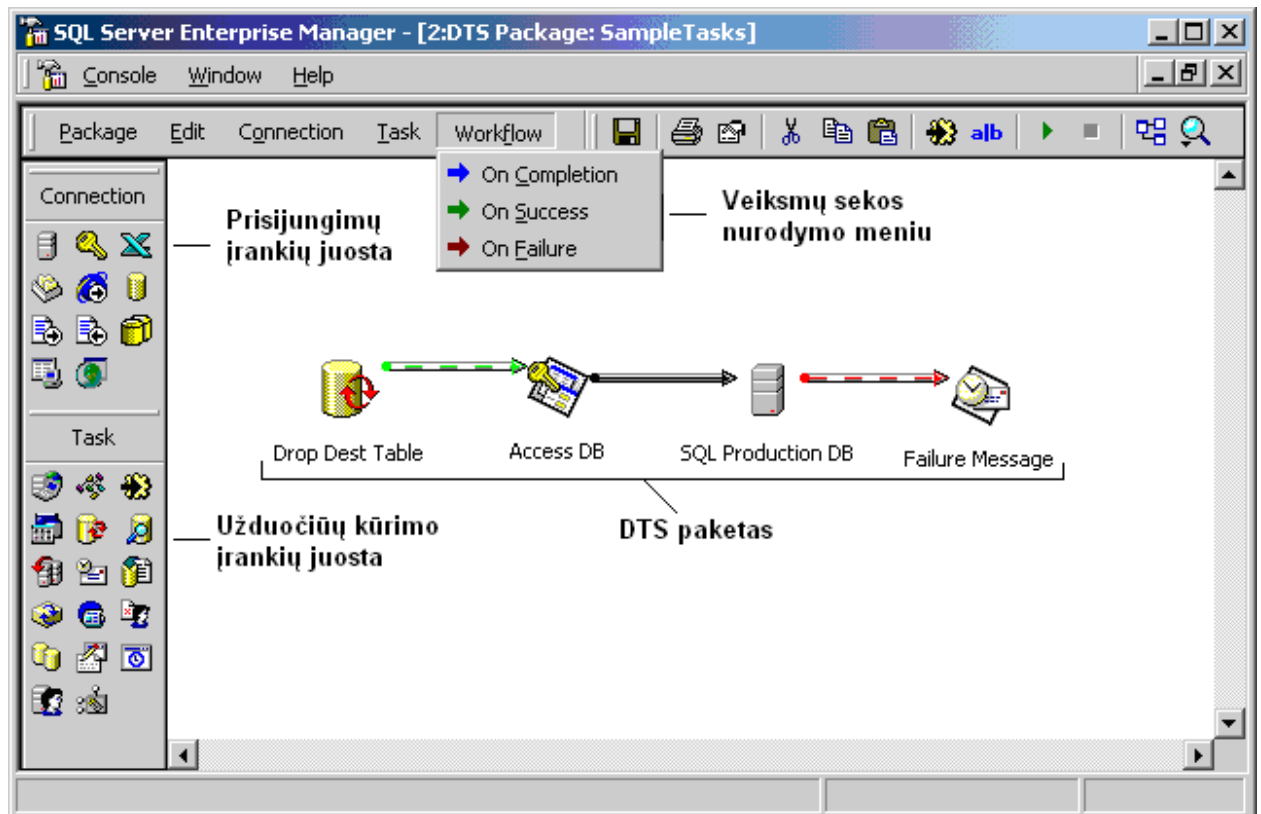 SQL Server Enterprise Manager - [2:DTS Package: SampleTasks]
Console Window Help
Package Edit Connection Task Workflow
a|b
On Completion
On Success
On Failure
Connection
Prisijungimų
įrankių juosta
Veiksmų sekos
nurodymo meniu
Drop Dest Table
Access DB
SQL Production DB
Failure Message
Task
DTS paketas
Užduočiūų kūrimo
įrankių juosta